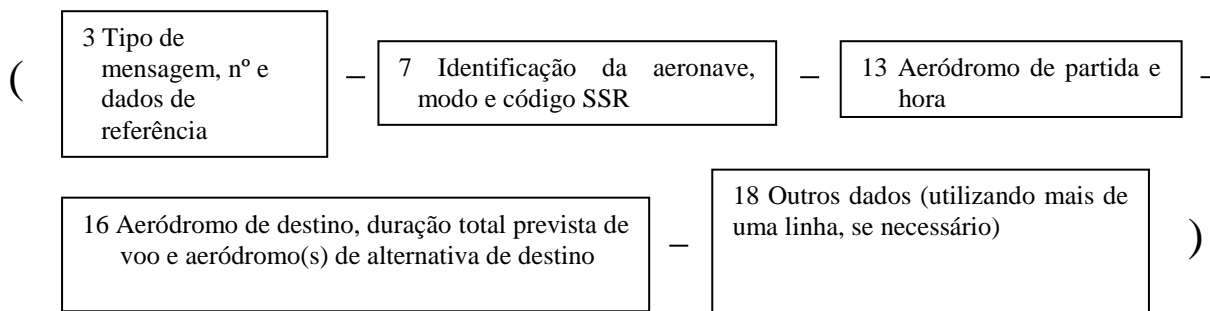 (
3 Tipo de
mensagem, nº e
dados de
referência
–
7 Identificação da aeronave,
modo e código SSR
–
13 Aeródromo de partida e
hora
–
16 Aeródromo de destino, duração total prevista de
voo e aeródromo(s) de alternativa de destino
–
18 Outros dados (utilizando mais de
uma linha, se necessário)
)